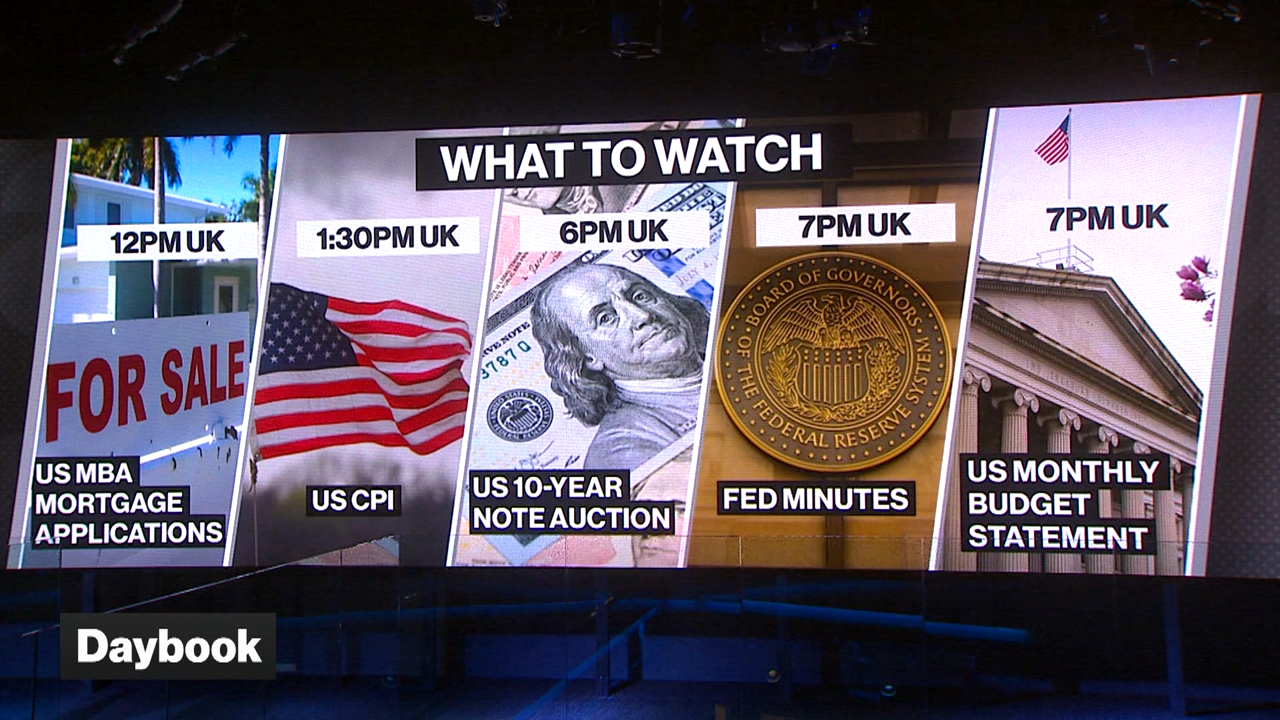 WHAT TO WATCH
12PM UK
FOR SALE
US MBA
MORTGAGE
APPLICATIONS
1:30PM UK
US CPI
6PM UK
3787Q
US 10-YEAR
NOTE AUCTION
7PM UK
BOARD OF GOVERNORS
OF THE FEDERAL RESERVE SYSTEM
FED MINUTES
7PM UK
US MONTHLY
BUDGET
STATEMENT
Daybook